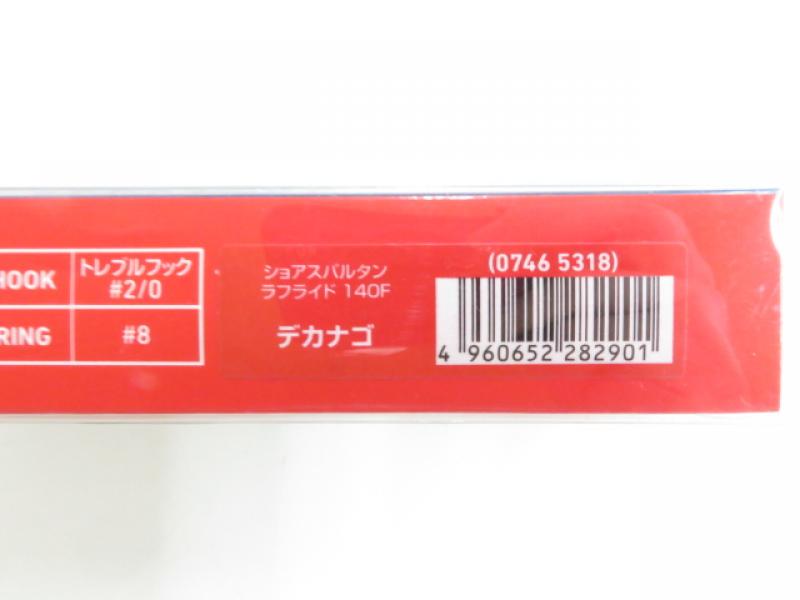 HOOK
トレブルフック
#2/0
RING
#8
ショアスパルタン
ラフライド 140F
デカナゴ
(0746 5318)
4 960652 282901